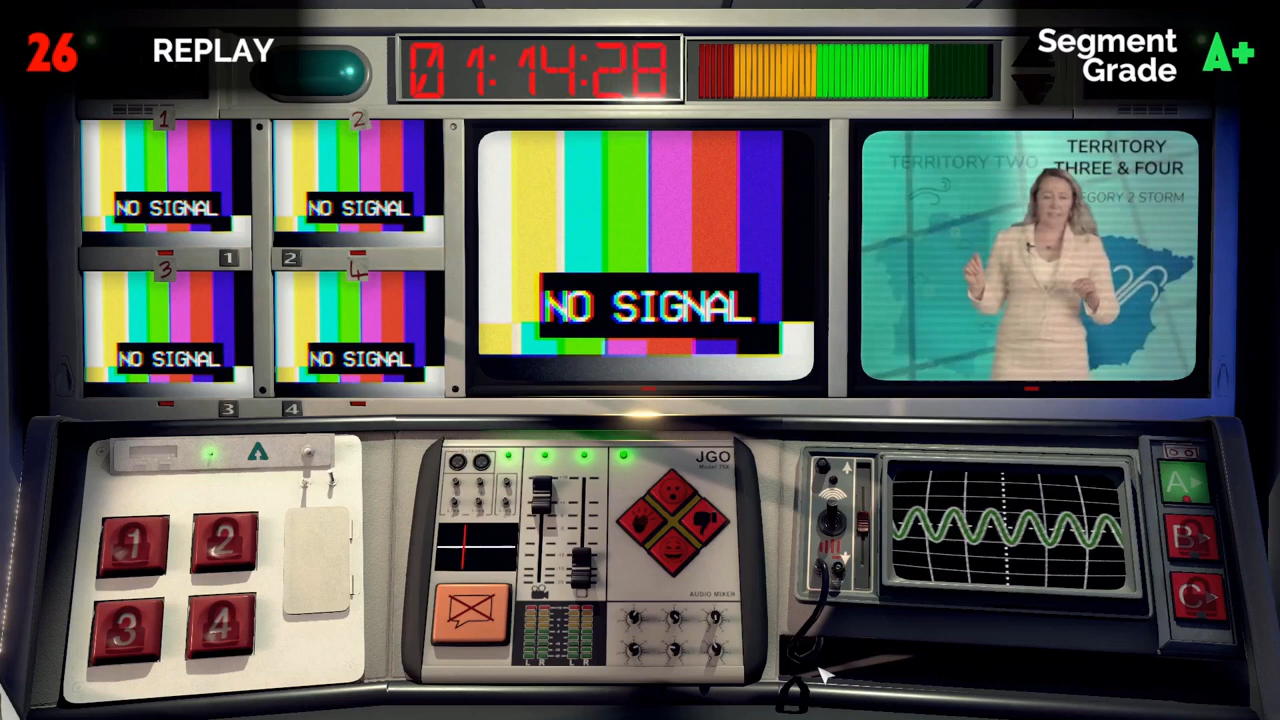 26
REPLAY
01:14:28
Segment
Grade
A+
1
2
NO SIGNAL
NO SIGNAL
3
1
2
4
NO SIGNAL
NO SIGNAL
3
4
NO SIGNAL
TERRITORY TWO
TERRITORY
THREE & FOUR
EGORY 2 STORM
1
2
3
4
JGO
AUDIO MIXER
L R
L R
A
B
C